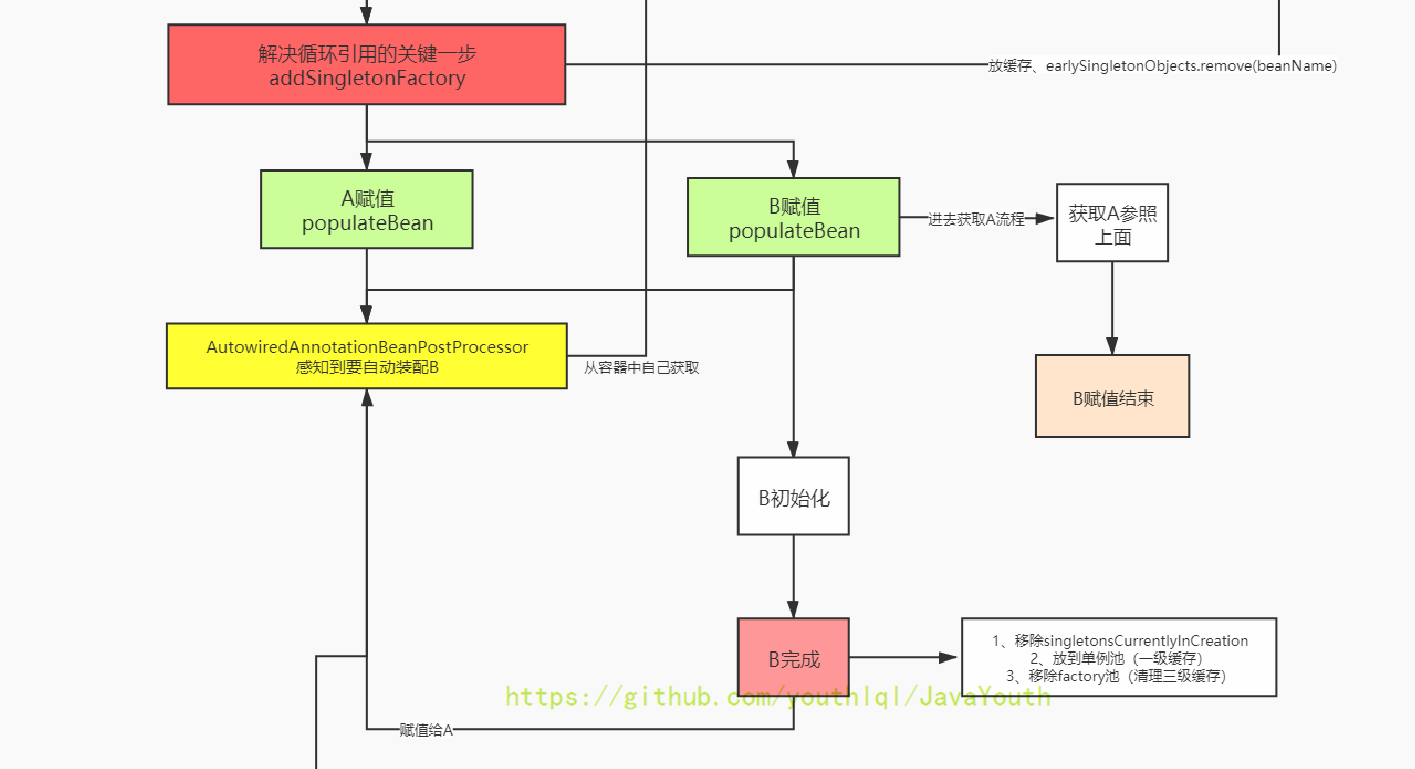 解决循环引用的关键一步
addSingletonFactory
放缓存、earlySingletonObjects.remove(beanName)
A赋值
populateBean
B赋值
populateBean
进去获取A流程
获取A参照
上面
AutowiredAnnotationBeanPostProcessor
感知到要自动装配B
从容器中自己获取
B赋值结束
B初始化
B完成
1、移除singletonsCurrentlyInCreation
2、放到单例池（一级缓存）
3、移除factory池（清理三级缓存）
https://github.com/youthlql/JavaYouth
赋值给A